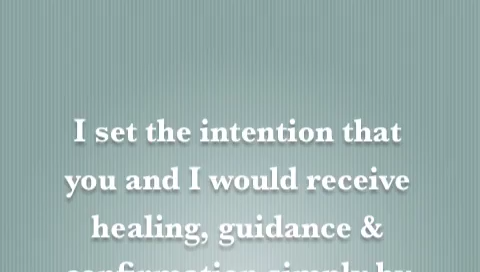 I set the intention that
you and I would receive
healing, guidance &
confirmation simply by